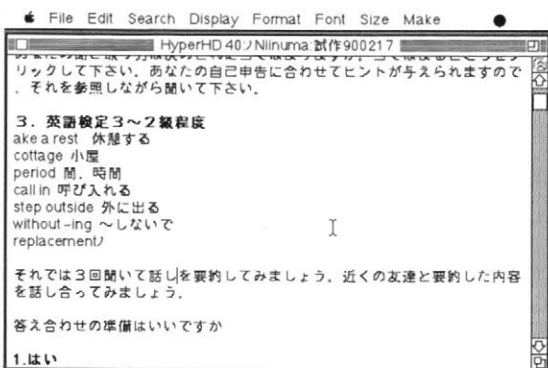 File Edit Search Display Format Font Size Make
HyperHD 40:ﾉ Niinuma:試作900217
リックして下さい．あなたの自己申告に合わせてヒントが与えられますので
，それを参照しながら聞いて下さい．
3．英語検定3〜2級程度
ake a rest 休憩する
cottage 小屋
period 間．時間
call in 呼び入れる
step outside 外に出る
without ~ing 〜しないで
replacementﾉ
それでは3回聞いて話しを要約してみましょう．近くの友達と要約した内容
を話し合ってみましょう．
答え合わせの準備はいいですか
1.はい